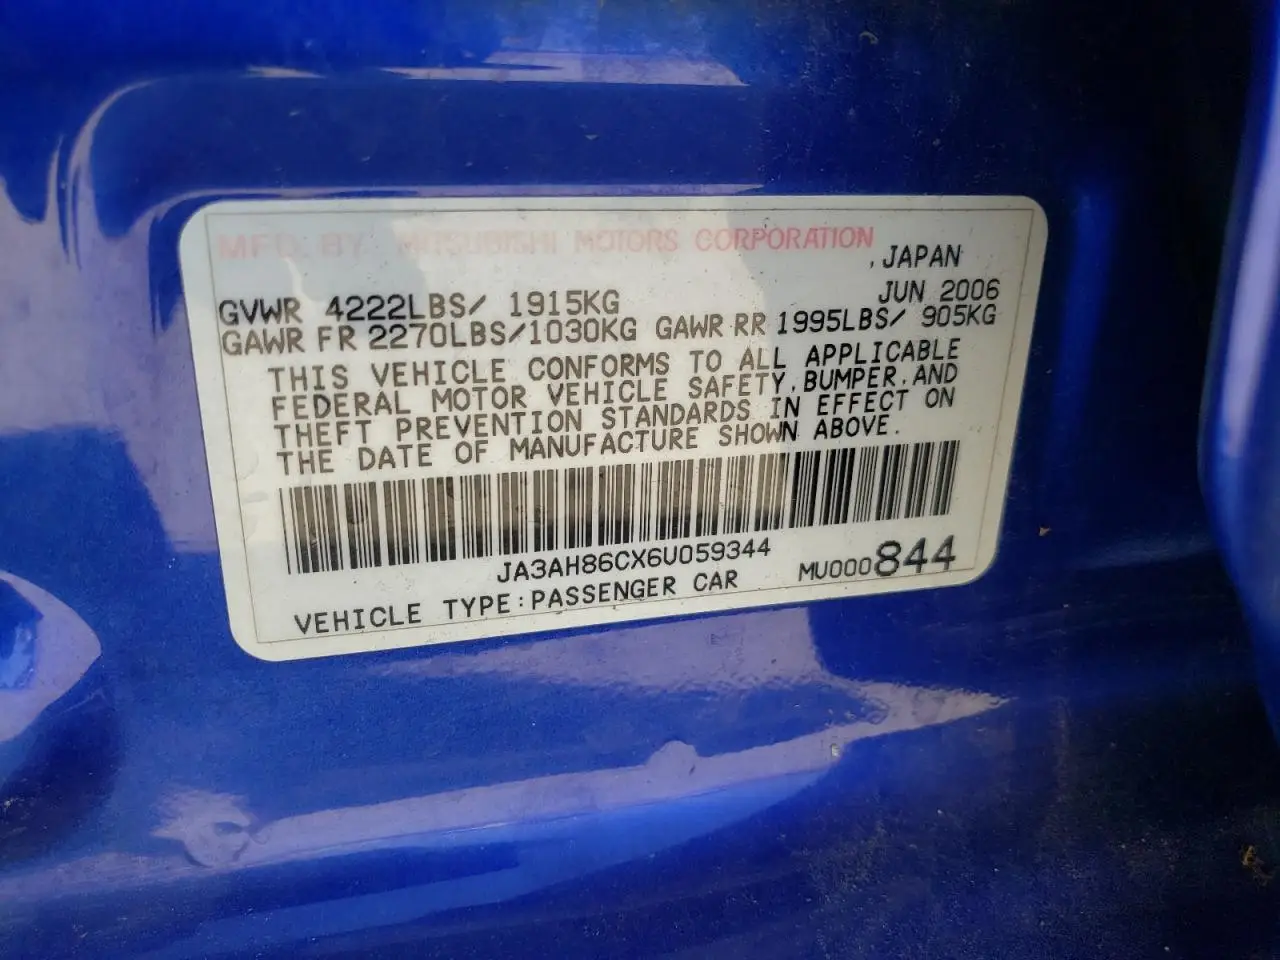 MFD. BY MITSUBISHI MOTORS CORPORATION
, JAPAN
JUN 2006
GVWR 4222LBS/ 1915KG
GAWR FR 2270LBS/1030KG GAWR RR 1995LBS/ 905KG
THIS VEHICLE CONFORMS TO ALL APPLICABLE
FEDERAL MOTOR VEHICLE SAFETY, BUMPER, AND
THEFT PREVENTION STANDARDS IN EFFECT ON
THE DATE OF MANUFACTURE SHOWN ABOVE.
JA3AH86CX6U059344
MU000844
VEHICLE TYPE:PASSENGER CAR